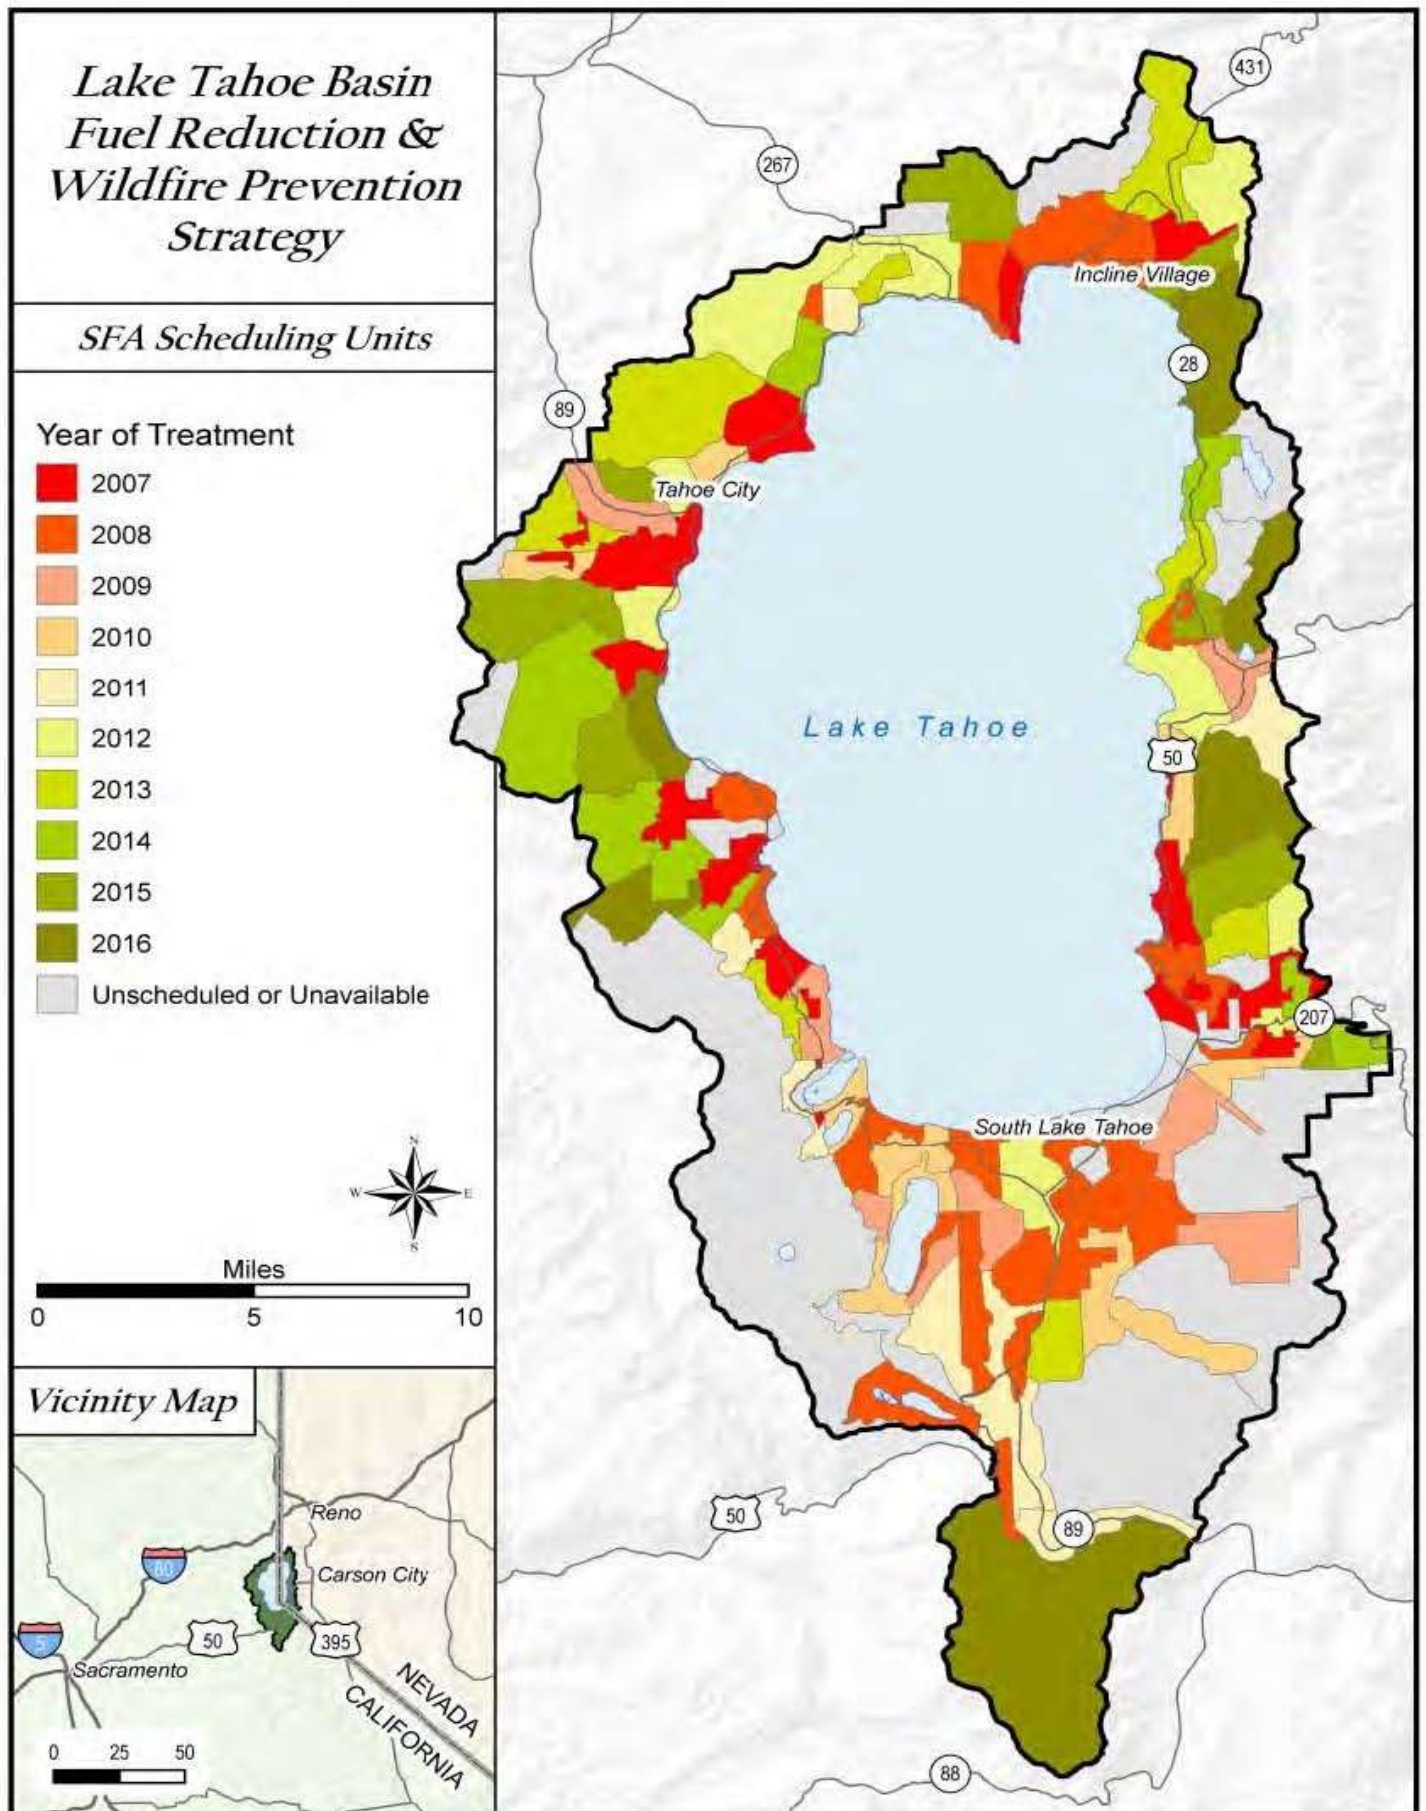 Lake Tahoe Basin
Fuel Reduction &
Wildfire Prevention
Strategy
SFA Scheduling Units
Year of Treatment
2007
2008
2009
2010
2011
2012
2013
2014
2015
2016
Unscheduled or Unavailable
N
W E
S
Miles
0 5 10
Vicinity Map
Reno
80
Carson City
5
50
395
Sacramento
NEVADA
CALIFORNIA
0 25 50
431
267
Incline Village
28
89
Tahoe City
Lake Tahoe
50
207
South Lake Tahoe
50
89
88